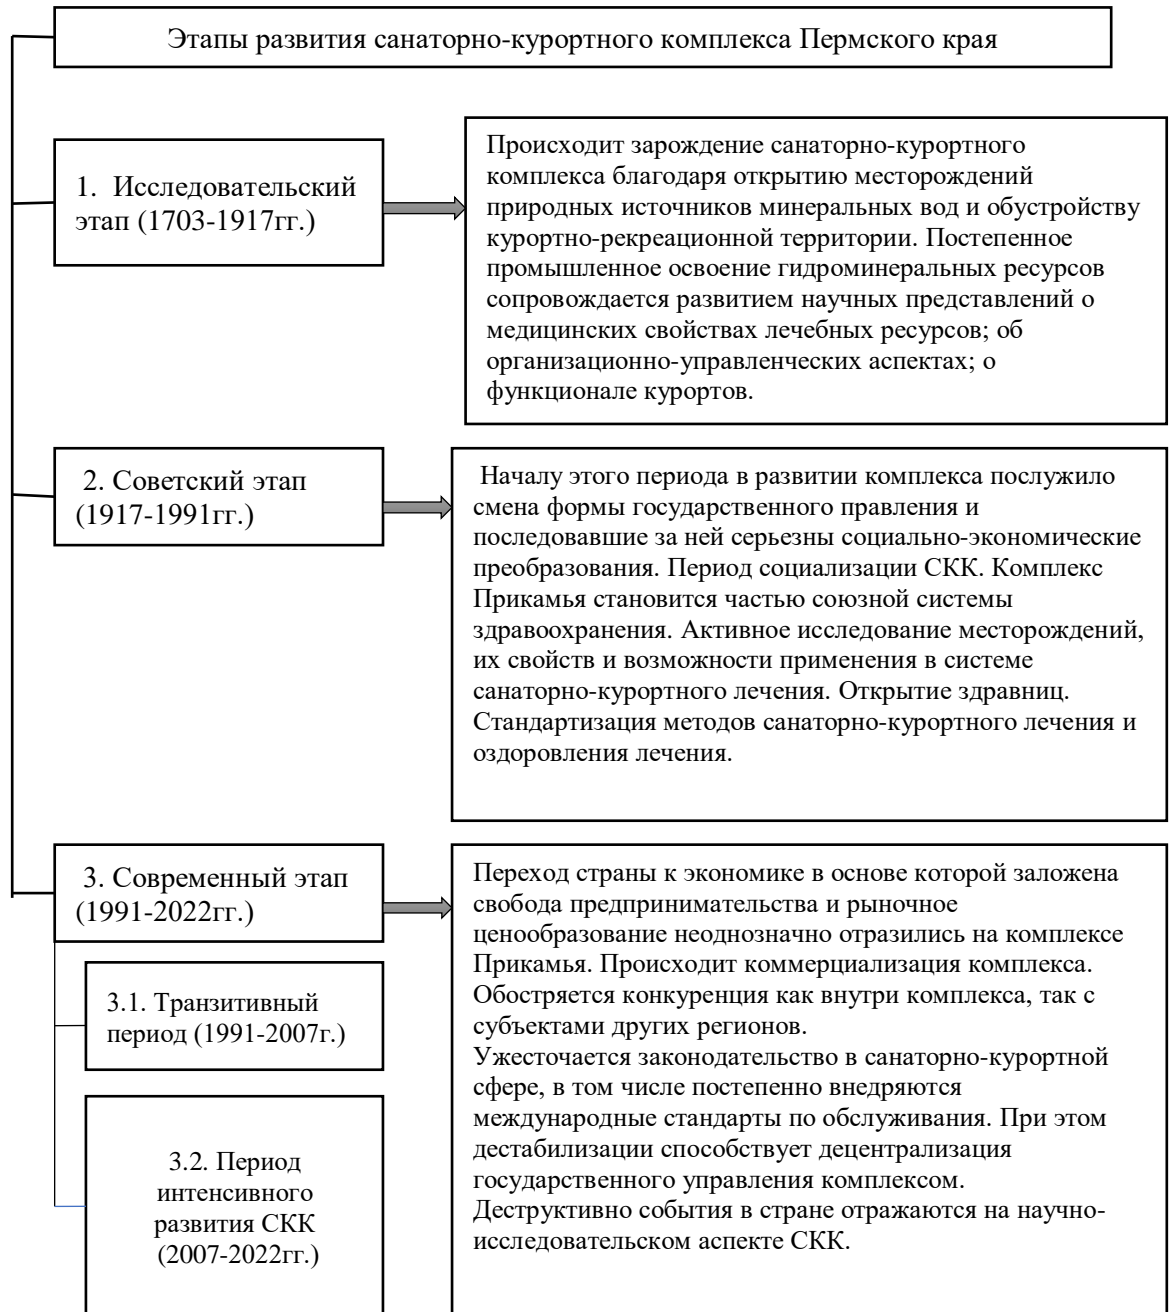 Этапы развития санаторно-курортного комплекса Пермского края
1. Исследовательский
этап (1703-1917гг.)
Происходит зарождение санаторно-курортного
комплекса благодаря открытию месторождений
природных источников минеральных вод и обустройству
курортно-рекреационной территории. Постепенное
промышленное освоение гидроминеральных ресурсов
сопровождается развитием научных представлений о
медицинских свойствах лечебных ресурсов; об
организационно-управленческих аспектах; о
функционале курортов.
2. Советский этап
(1917-1991гг.)
Началу этого периода в развитии комплекса послужило
смена формы государственного правления и
последовавшие за ней серьезны социально-экономические
преобразования. Период социализации СКК. Комплекс
Прикамья становится частью союзной системы
здравоохранения. Активное исследование месторождений,
их свойств и возможности применения в системе
санаторно-курортного лечения. Открытие здравниц.
Стандартизация методов санаторно-курортного лечения и
оздоровления лечения.
3. Современный этап
(1991-2022гг.)
3.1. Транзитивный
период (1991-2007г.)
3.2. Период
интенсивного
развития СКК
(2007-2022гг.)
Переход страны к экономике в основе которой заложена
свобода предпринимательства и рыночное
ценообразование неоднозначно отразились на комплексе
Прикамья. Происходит коммерциализация комплекса.
Обостряется конкуренция как внутри комплекса, так с
субъектами других регионов.
Ужесточается законодательство в санаторно-курортной
сфере, в том числе постепенно внедряются
международные стандарты по обслуживания. При этом
дестабилизации способствует децентрализация
государственного управления комплексом.
Деструктивно события в стране отражаются на научно-
исследовательском аспекте СКК.